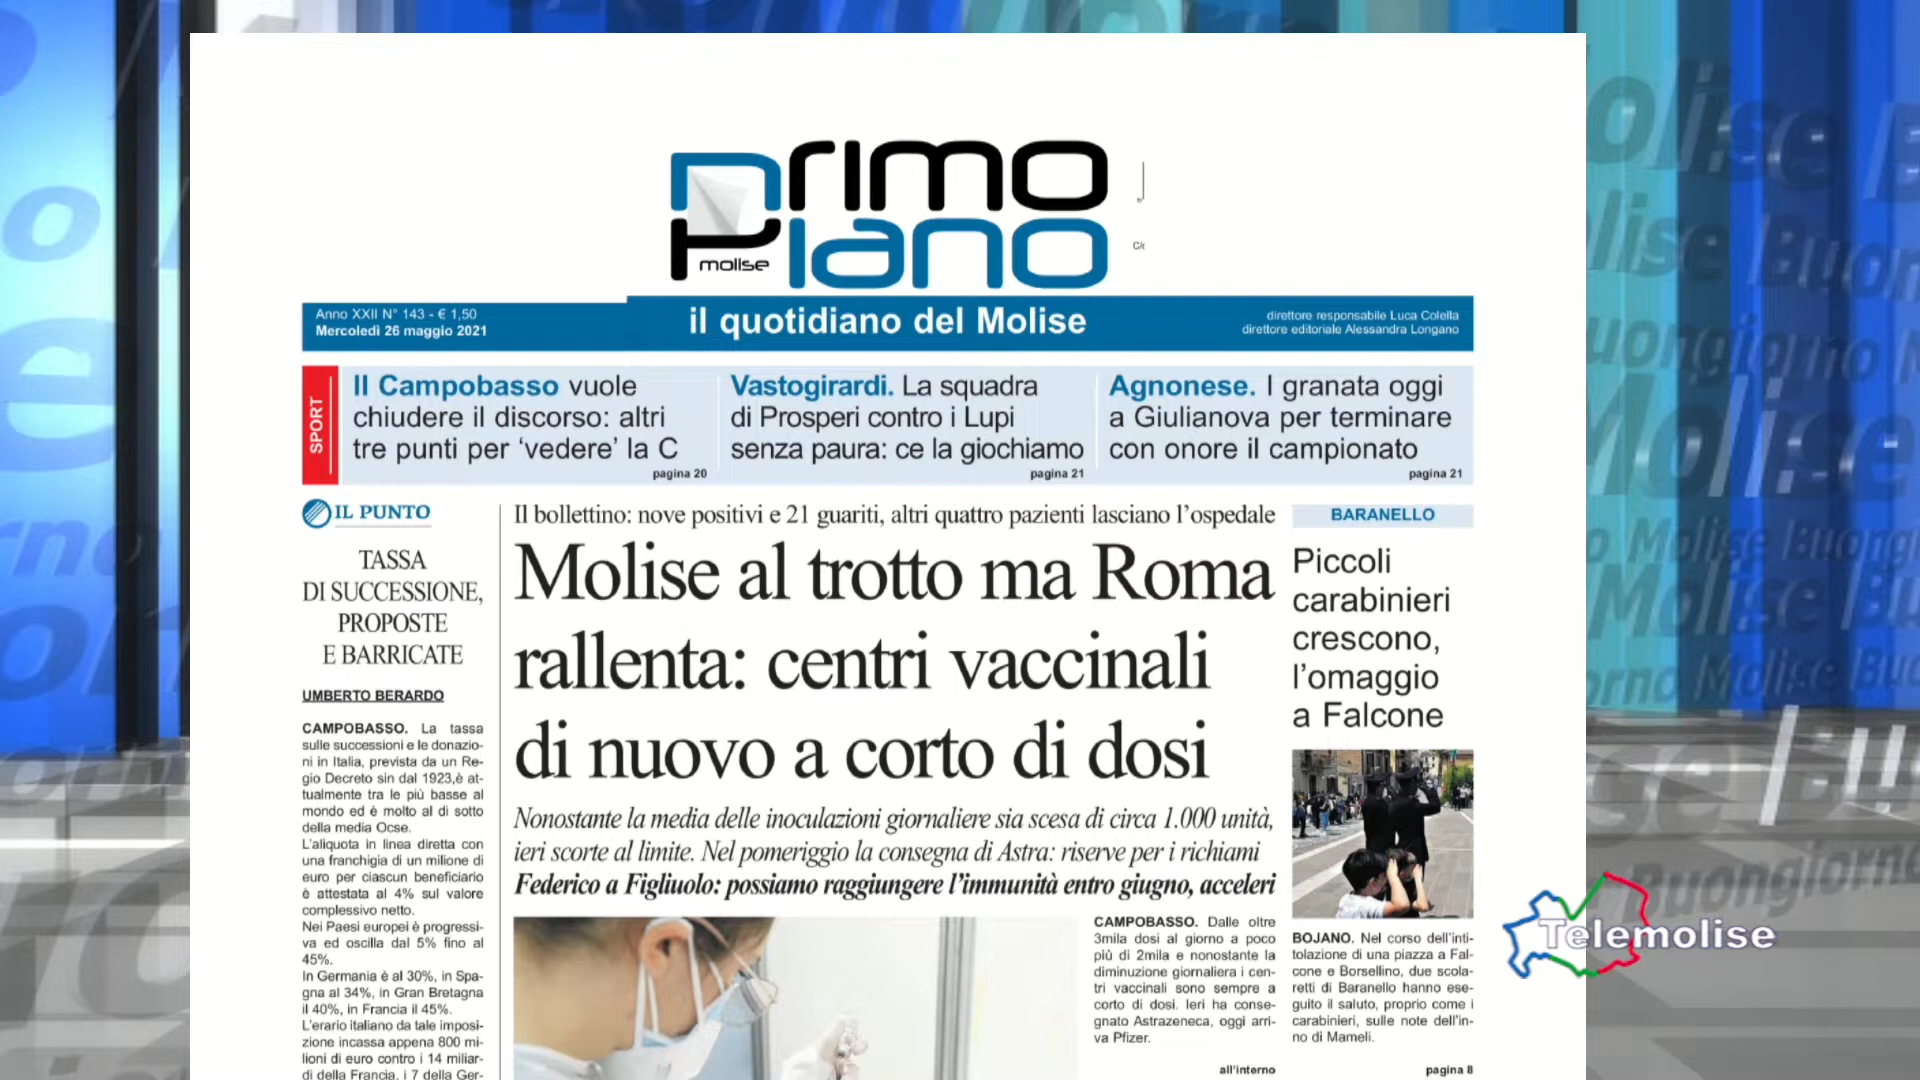 Primo
Piano
molise
Anno XXII N° 143 - € 1,50
Mercoledì 26 maggio 2021
il quotidiano del Molise
direttore responsabile Luca Colella
direttore editoriale Alessandra Longano
SPORT
Il Campobasso vuole
chiudere il discorso: altri
tre punti per ‘vedere’ la C
pagina 20
Vastogirardi. La squadra
di Prosperi contro i Lupi
senza paura: ce la giochiamo
pagina 21
Agnonese. I granata oggi
a Giulianova per terminare
con onore il campionato
pagina 21
IL PUNTO
TASSA
DI SUCCESSIONE,
PROPOSTE
E BARRICATE
UMBERTO BERARDO
CAMPOBASSO. La tassa
sulle successioni e le donazio-
ni in Italia, prevista da un Re-
gio Decreto sin dal 1923,è at-
tualmente tra le più basse al
mondo ed è molto al di sotto
della media Ocse.
L’aliquota in linea diretta con
una franchigia di un milione di
euro per ciascun beneficiario
è attestata al 4% sul valore
complessivo netto.
Nei Paesi europei è progressi-
va ed oscilla dal 5% fino al
45%.
In Germania è al 30%, in Spa-
gna al 34%, in Gran Bretagna
il 40%, in Francia il 45%.
L’erario italiano da tale imposi-
zione incassa appena 800 mi-
lioni di euro contro i 14 miliar-
di della Francia, i 7 della Ger-
Il bollettino: nove positivi e 21 guariti, altri quattro pazienti lasciano l’ospedale
Molise al trotto ma Roma
rallenta: centri vaccinali
di nuovo a corto di dosi
Nonostante la media delle inoculazioni giornaliere sia scesa di circa 1.000 unità,
ieri scorte al limite. Nel pomeriggio la consegna di Astra: riserve per i richiami
Federico a Figliuolo: possiamo raggiungere l’immunità entro giugno, acceleri
CAMPOBASSO. Dalle oltre
3mila dosi al giorno a poco
più di 2mila e nonostante la
diminuzione giornaliera i cen-
tri vaccinali sono sempre a
corto di dosi. Ieri ha conse-
gnato Astrazeneca, oggi arri-
va Pfizer.
all’interno
BARANELLO
Piccoli
carabinieri
crescono,
l’omaggio
a Falcone
BOJANO. Nel corso dell’inti-
tolazione di una piazza a Fal-
cone e Borsellino, due scola-
retti di Baranello hanno ese-
guito il saluto, proprio come i
carabinieri, sulle note dell’in-
no di Mameli.
pagina 8
Telemolise